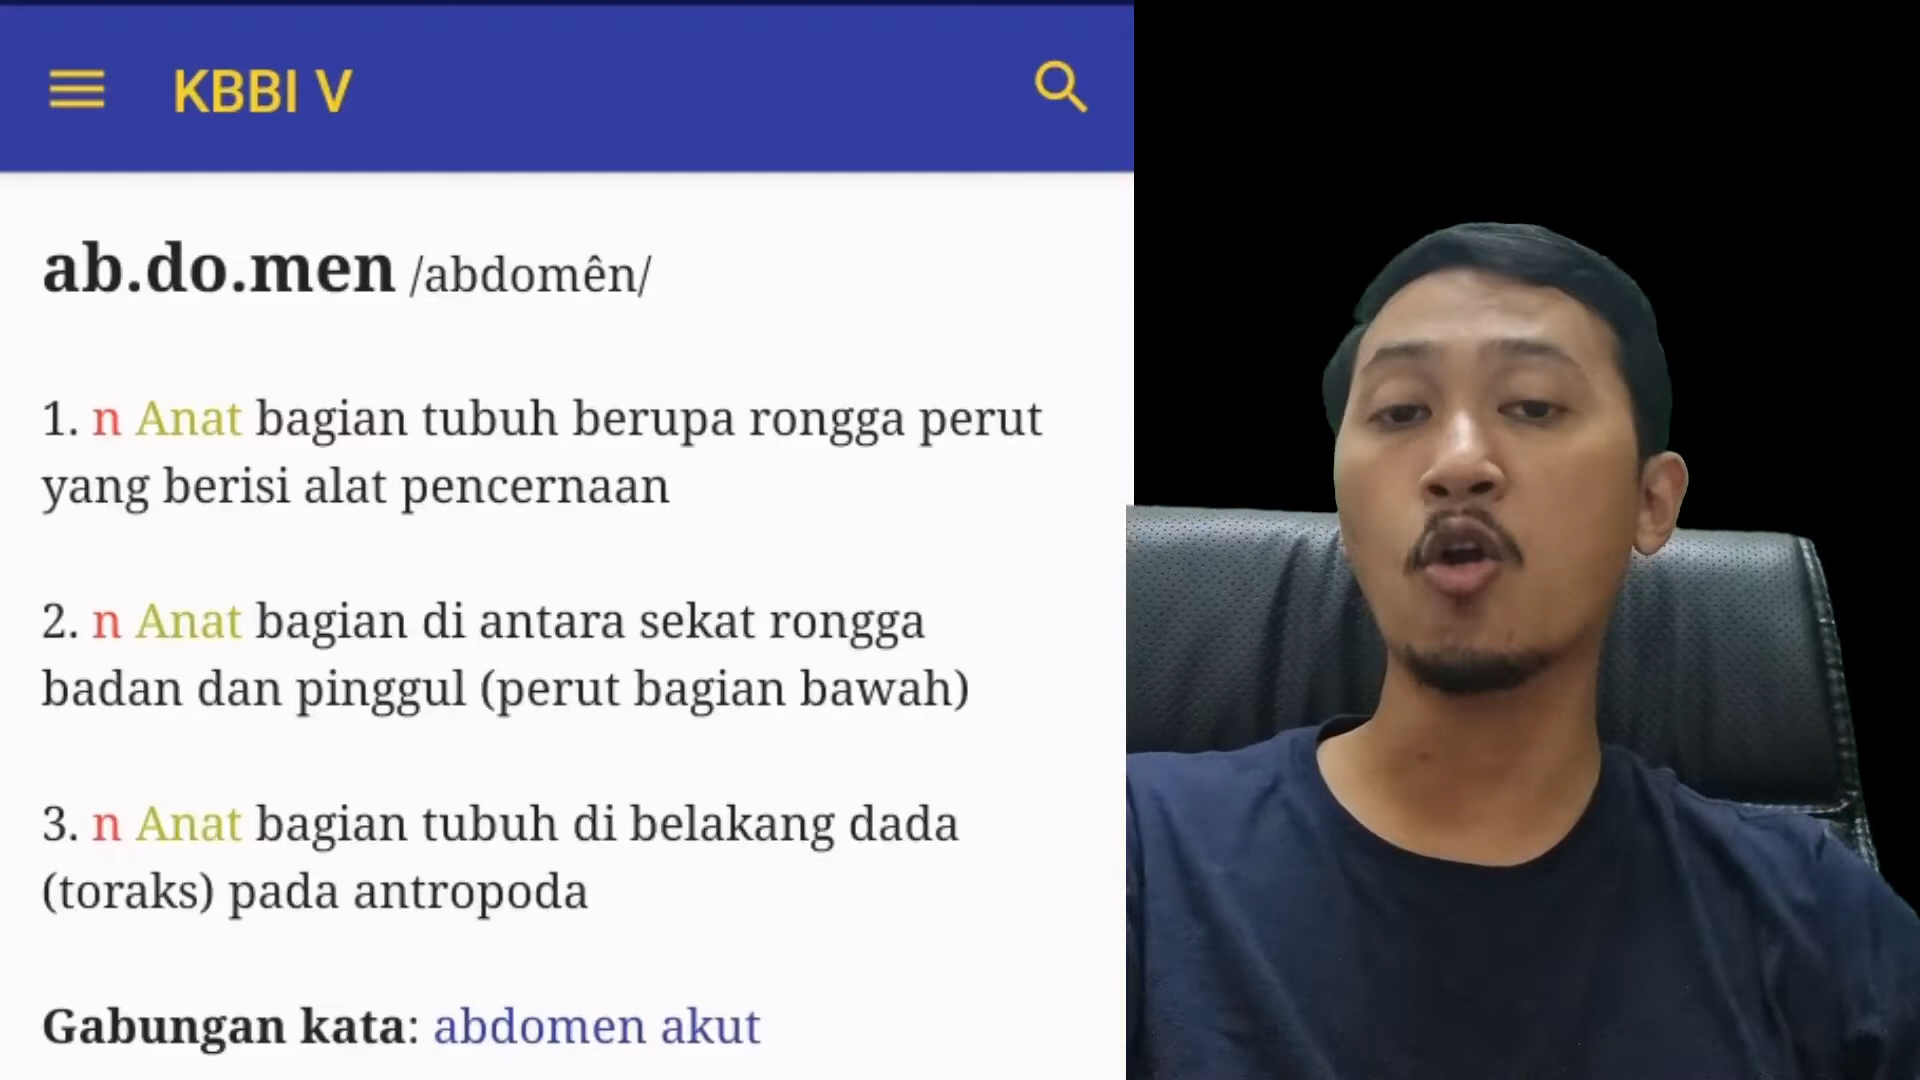 KBBI V
ab.do.men /abdomên/
1. n Anat bagian tubuh berupa rongga perut
yang berisi alat pencernaan
2. n Anat bagian di antara sekat rongga
badan dan pinggul (perut bagian bawah)
3. n Anat bagian tubuh di belakang dada
(toraks) pada antropoda
Gabungan kata: abdomen akut